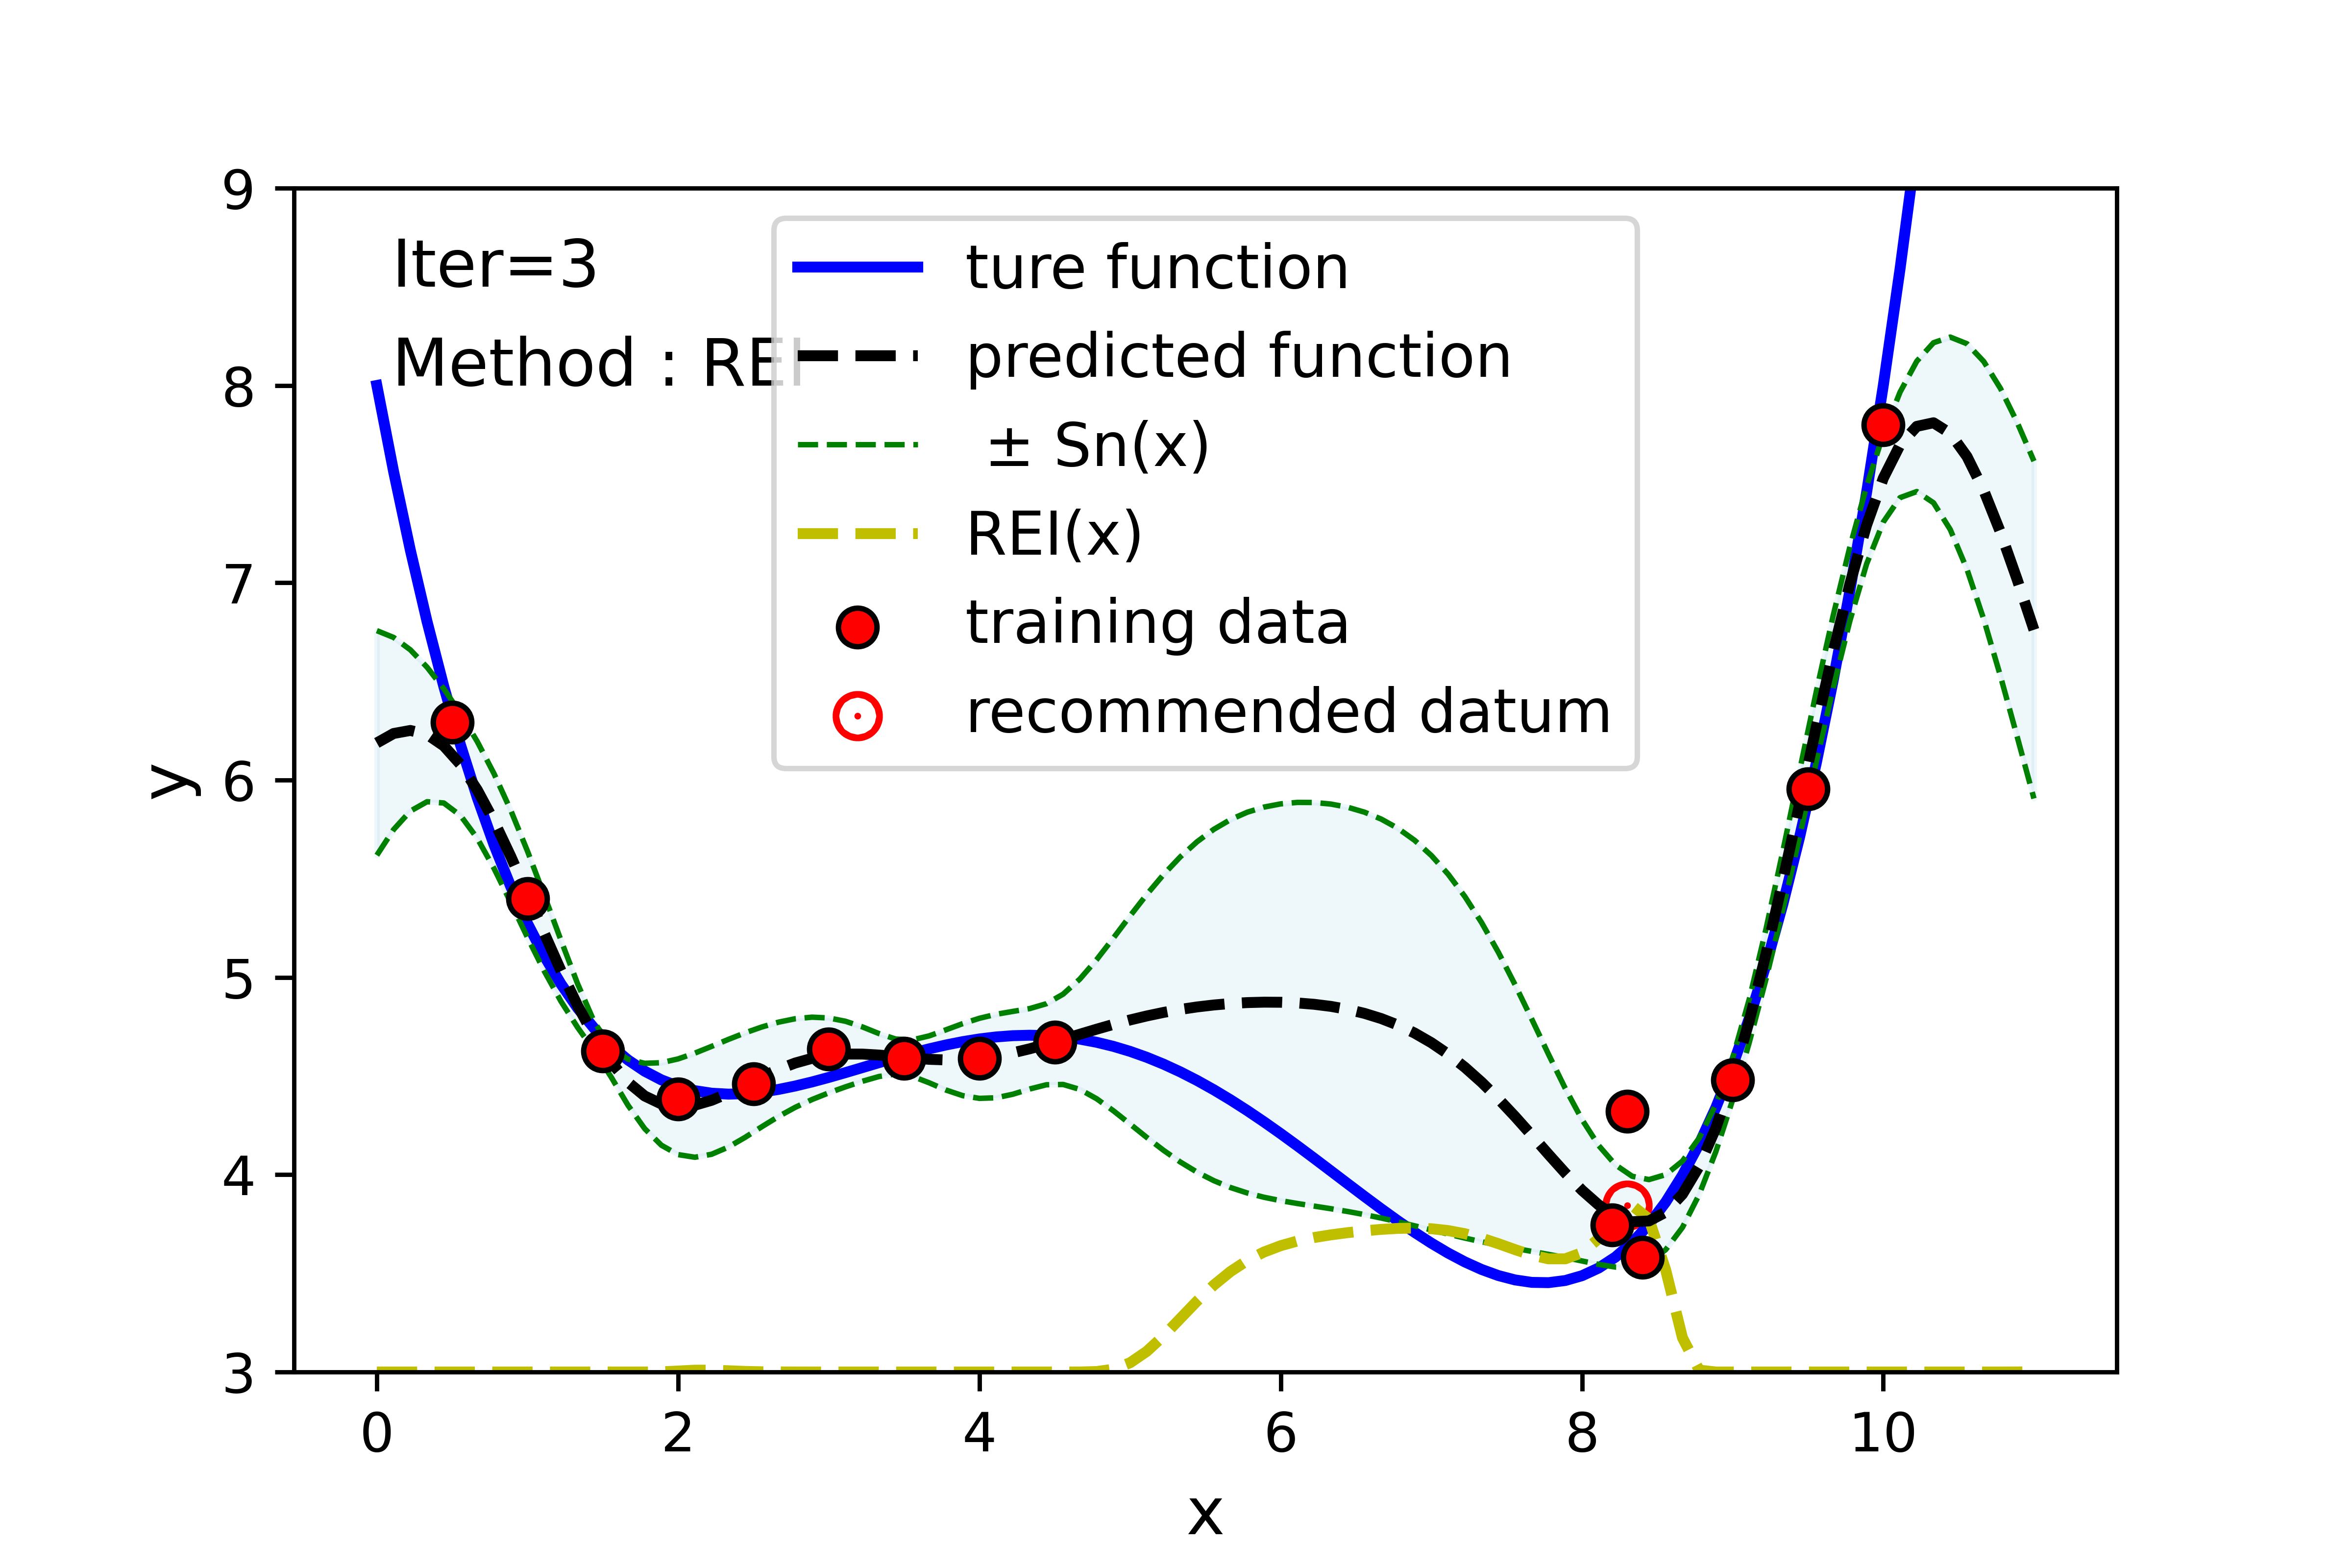 Iter=3
Method : REI
ture function
predicted function
± Sn(x)
REI(x)
training data
recommended datum
y
9
8
7
6
5
4
3
0 2 4 6 8 10
x